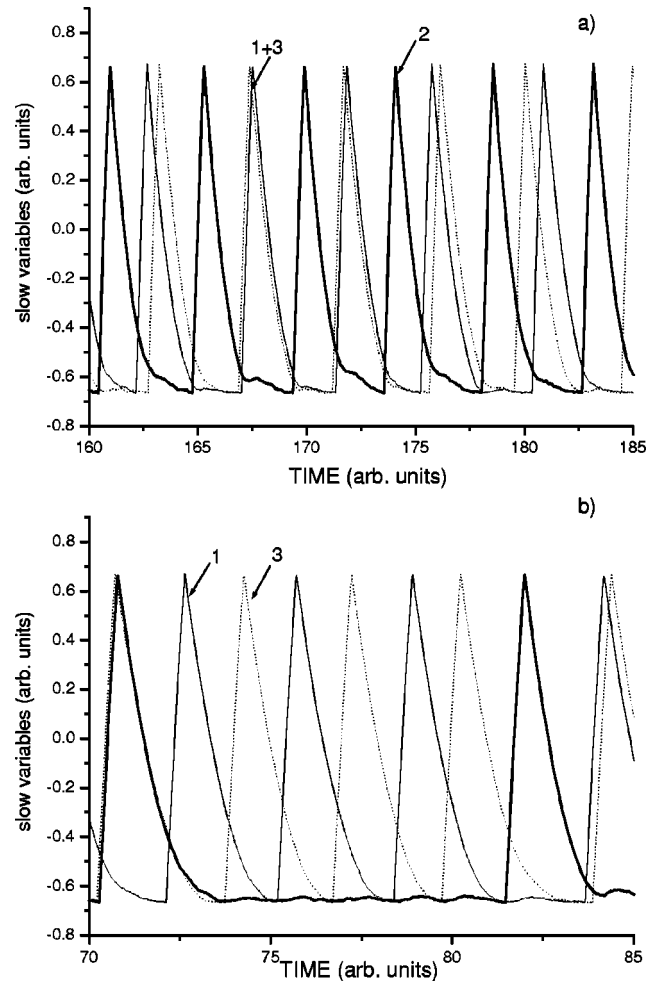 a)
1+3
2
0.8
0.6
0.4
0.2
0.0
-0.2
-0.4
-0.6
-0.8
slow variables (arb. units)
160 165 170 175 180 185
TIME (arb. units)
b)
1
3
0.8
0.6
0.4
0.2
0.0
-0.2
-0.4
-0.6
-0.8
slow variables (arb. units)
70 75 80 85
TIME (arb. units)